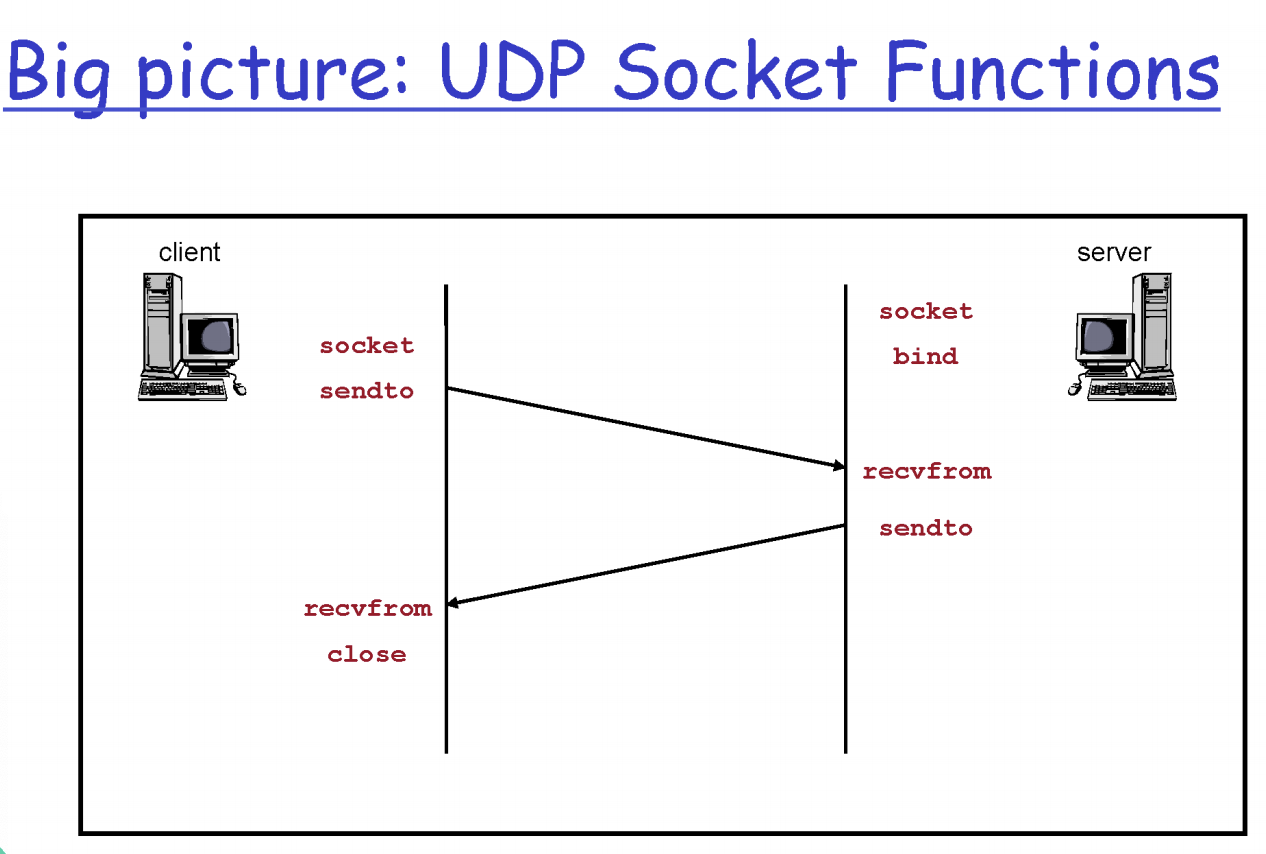 Big picture: UDP Socket Functions
client
server
socket
bind
socket
sendto
recvfrom
sendto
recvfrom
close